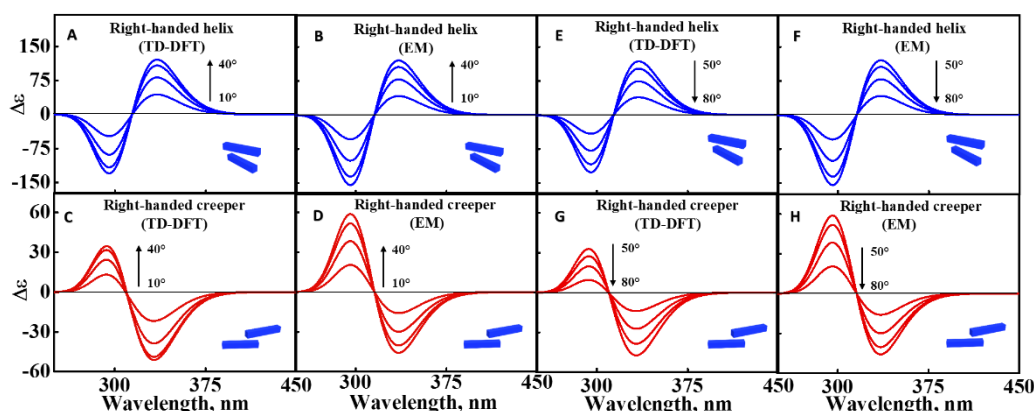 A
Right-handed helix
(TD-DFT)
40°
10°
B
Right-handed helix
(EM)
40°
10°
E
Right-handed helix
(TD-DFT)
50°
80°
F
Right-handed helix
(EM)
50°
80°
150
75
0
-75
-150
Δε
C
Right-handed creeper
(TD-DFT)
40°
10°
D
Right-handed creeper
(EM)
40°
10°
G
Right-handed creeper
(TD-DFT)
50°
80°
H
Right-handed creeper
(EM)
50°
80°
60
30
0
-30
-60
Δε
300 375 450 300 375 450 300 375 450 300 375 450
Wavelength, nm Wavelength, nm Wavelength, nm Wavelength, nm